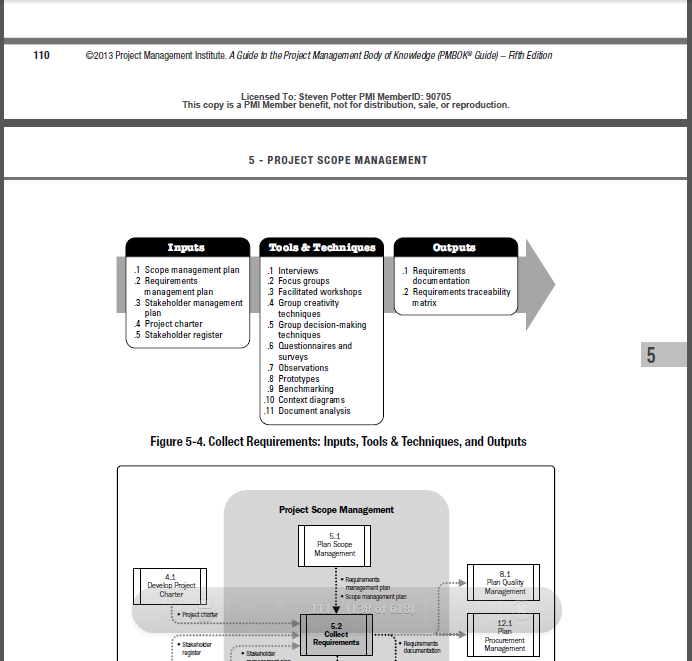 110 ©2013 Project Management Institute. A Guide to the Project Management Body of Knowledge (PMBOK® Guide) – Fifth Edition
Licensed To: Steven Potter PMI MemberID: 90705
This copy is a PMI Member benefit, not for distribution, sale, or reproduction.
5 - PROJECT SCOPE MANAGEMENT
Inputs
.1 Scope management plan
.2 Requirements
management plan
.3 Stakeholder management
plan
.4 Project charter
.5 Stakeholder register
Tools & Techniques
.1 Interviews
.2 Focus groups
.3 Facilitated workshops
.4 Group creativity
techniques
.5 Group decision-making
techniques
.6 Questionnaires and
surveys
.7 Observations
.8 Prototypes
.9 Benchmarking
.10 Context diagrams
.11 Document analysis
Outputs
.1 Requirements
documentation
.2 Requirements traceability
matrix
5
Figure 5-4. Collect Requirements: Inputs, Tools & Techniques, and Outputs
Project Scope Management
5.1
Plan Scope
Management
4.1
Develop Project
Charter
• Requirements
management plan
• Scope management plan
8.1
Plan Quality
Management
111 (138 of 618)
• Project charter
5.2
Collect
Requirements
12.1
Plan
Procurement
Management
• Stakeholder
register
• Stakeholder
• Requirements
documentation